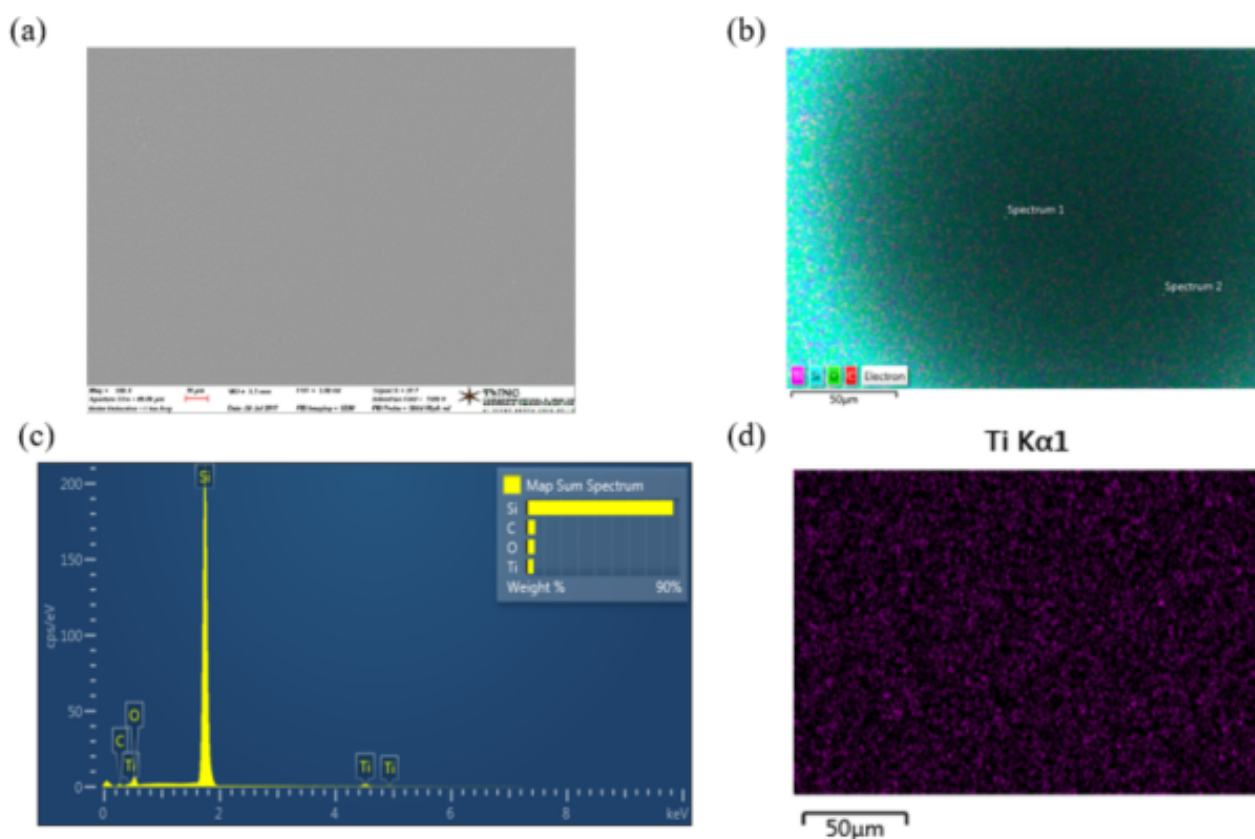 (a)
(b)
Spectrum 1
Spectrum 2
Ti Si O C Electron
50µm
(c)
cps/eV
200
150
100
50
0
Si
O
C
Ti
Ti
Ti
0 2 4 6 8 keV
Map Sum Spectrum
Si
C
O
Ti
Weight % 90%
(d)
Ti Kα1
50µm